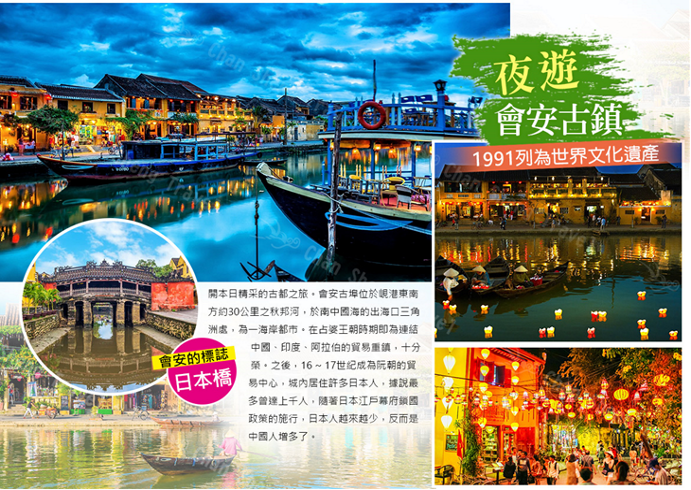 夜遊
會安古鎮
1991列為世界文化遺產
會安的標誌
日本橋
開本日精采的古都之旅。會安古埠位於峴港東南
方約30公里之秋邦河，於南中國海的出海口三角
洲處，為一海岸都市。在占婆王朝時期即為連結
中國、印度、阿拉伯的貿易重鎮，十分繁
榮。之後，16～17世紀成為阮朝的貿
易中心，城內居住許多日本人，據說最
多曾達上千人，隨著日本江戶幕府鎖國
政策的施行，日本人越來越少，反而是
中國人增多了。